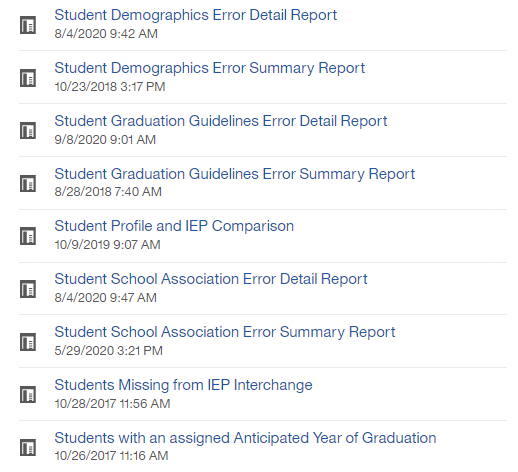 Student Demographics Error Detail Report
8/4/2020 9:42 AM
Student Demographics Error Summary Report
10/23/2018 3:17 PM
Student Graduation Guidelines Error Detail Report
9/8/2020 9:01 AM
Student Graduation Guidelines Error Summary Report
8/28/2018 7:40 AM
Student Profile and IEP Comparison
10/9/2019 9:07 AM
Student School Association Error Detail Report
8/4/2020 9:47 AM
Student School Association Error Summary Report
5/29/2020 3:21 PM
Students Missing from IEP Interchange
10/28/2017 11:56 AM
Students with an assigned Anticipated Year of Graduation
10/26/2017 11:16 AM